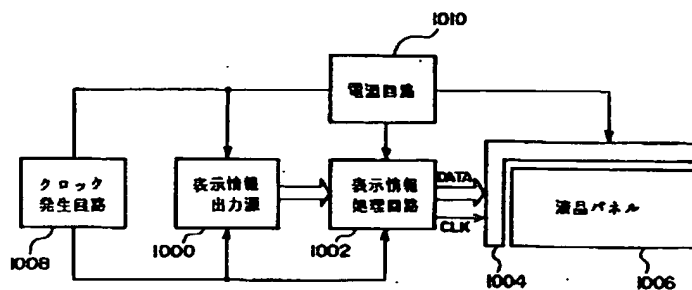 1010
電源回路
クロック
発生回路
表示情報
出力源
表示情報
処理回路
DATA
CLK
液晶パネル
1008
1000
1002
1004
1006